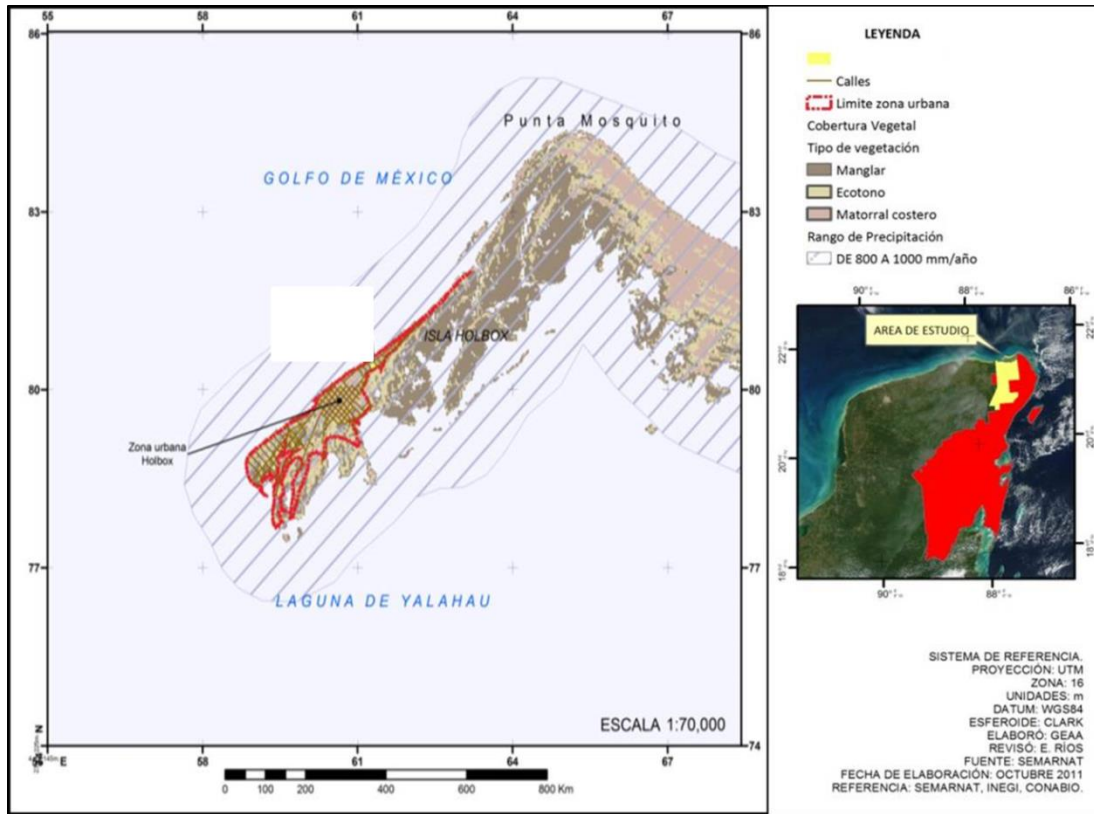 55
58
61
64
67
86
86
Punta Mosquito
GOLFO DE MÉXICO
83
83
ISLA HOLBOX
80
80
Zona urbana
Holbox
77
77
LAGUNA DE YALAHAU
ESCALA 1:70,000
N
74
E
58
61
64
67
0 100 200 400 600 800 Km
LEYENDA
Calles
Limite zona urbana
Cobertura Vegetal
Tipo de vegetación
Manglar
Ecotono
Matorral costero
Rango de Precipitación
DE 800 A 1000 mm/año
90°
88°
86°
AREA DE ESTUDIO
22°
22°
20°
20°
18°
18°
90°
88°
SISTEMA DE REFERENCIA.
PROYECCIÓN: UTM
ZONA: 16
UNIDADES: m
DATUM: WGS84
ESFEROIDE: CLARK
ELABORÓ: GEAA
REVISÓ: E. RÍOS
FUENTE: SEMARNAT
FECHA DE ELABORACIÓN: OCTUBRE 2011
REFERENCIA: SEMARNAT, INEGI, CONABIO.